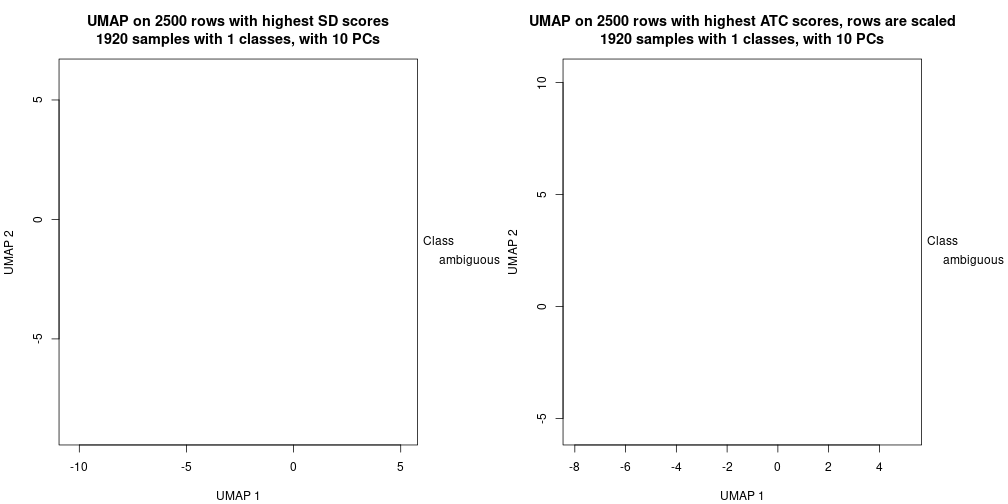 UMAP on 2500 rows with highest SD scores
1920 samples with 1 classes, with 10 PCs
5
0
-5
UMAP 2
-10 -5 0 5
UMAP 1
Class
ambiguous
UMAP on 2500 rows with highest ATC scores, rows are scaled
1920 samples with 1 classes, with 10 PCs
10
5
0
-5
UMAP 2
-8 -6 -4 -2 0 2 4
UMAP 1
Class
ambiguous